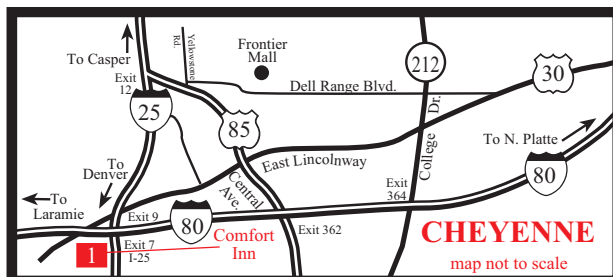 To Casper
Exit
12
Yellowstone
Rd.
Frontier
Mall
212
30
Dell Range Blvd.
25
85
College Dr.
To N. Platte
To
Denver
East Lincolnway
Central
Ave.
Exit
364
80
To
Laramie
Exit 9
80
Exit 362
Comfort
Inn
1
Exit 7
I-25
CHEYENNE
map not to scale